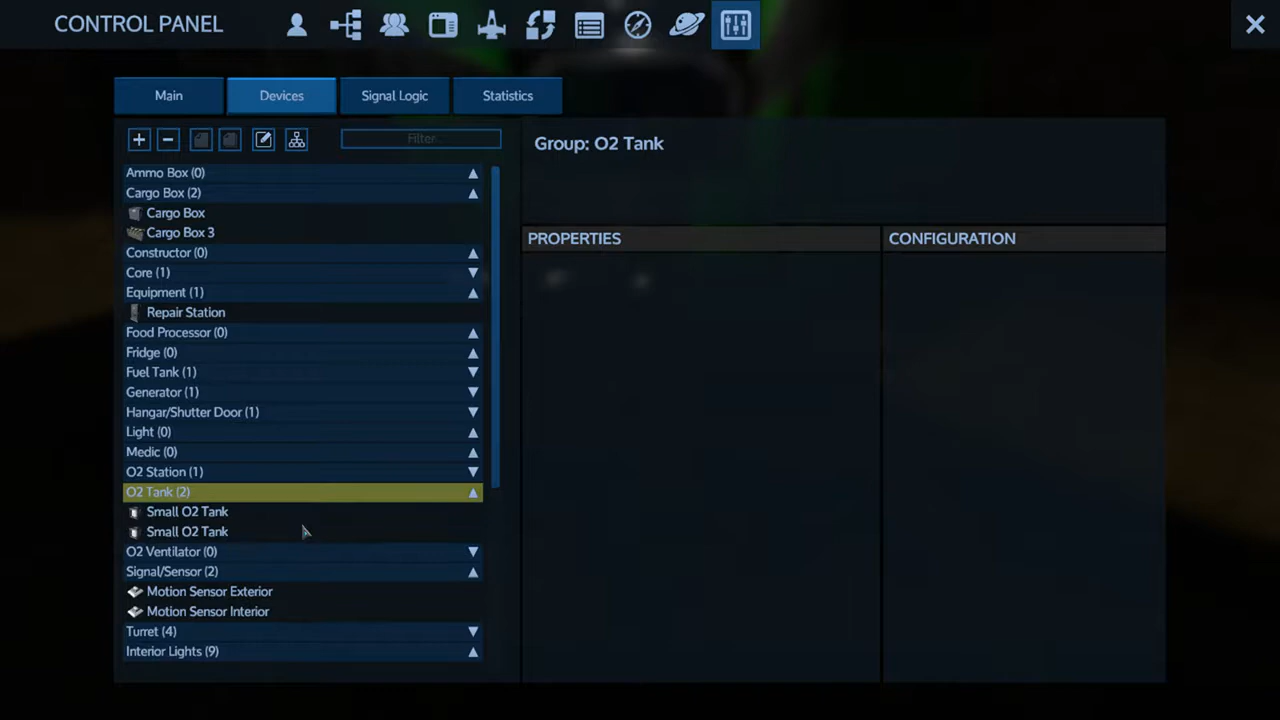 CONTROL PANEL
Main
Devices
Signal Logic
Statistics
Filter
Ammo Box (0)
Cargo Box (2)
Cargo Box
Cargo Box 3
Constructor (0)
Core (1)
Equipment (1)
Repair Station
Food Processor (0)
Fridge (0)
Fuel Tank (1)
Generator (1)
Hangar/Shutter Door (1)
Light (0)
Medic (0)
O2 Station (1)
O2 Tank (2)
Small O2 Tank
Small O2 Tank
O2 Ventilator (0)
Signal/Sensor (2)
Motion Sensor Exterior
Motion Sensor Interior
Turret (4)
Interior Lights (9)
Group: O2 Tank
PROPERTIES
CONFIGURATION